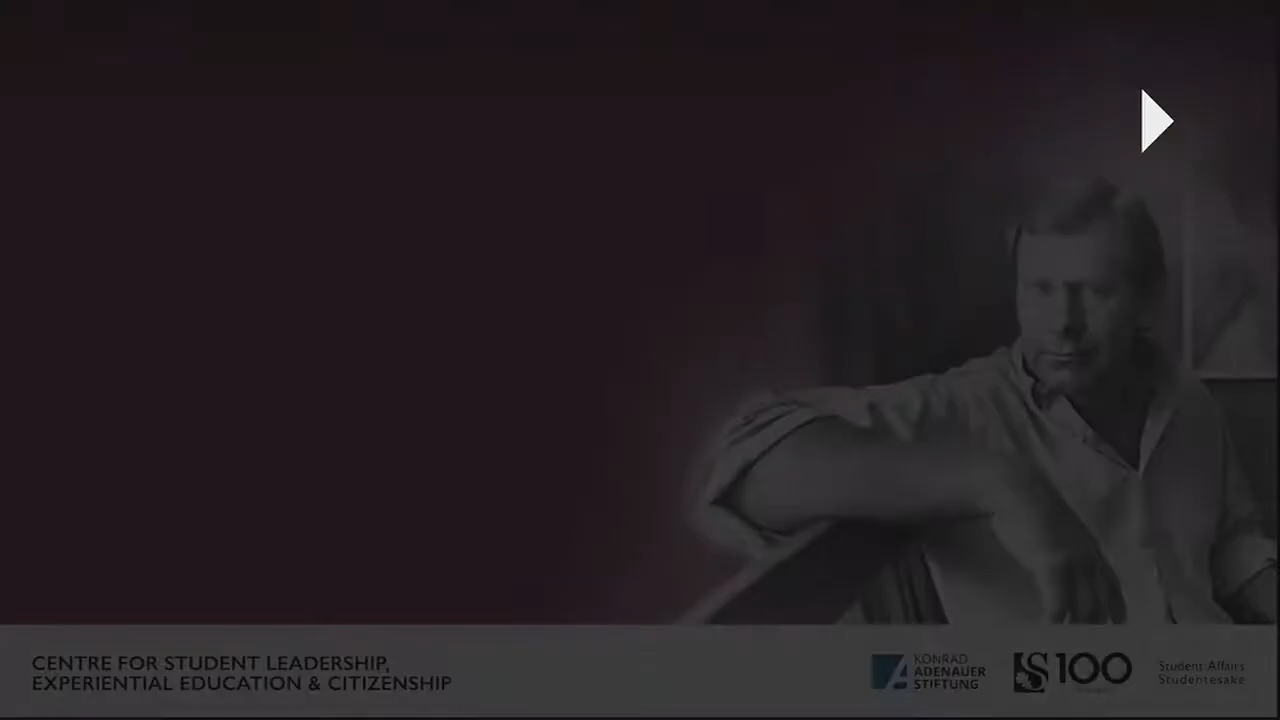 CENTRE FOR STUDENT LEADERSHIP,
EXPERIENTIAL EDUCATION & CITIZENSHIP
KONRAD
ADENAUER
STIFTUNG
S100
Student Affairs
Studentesake